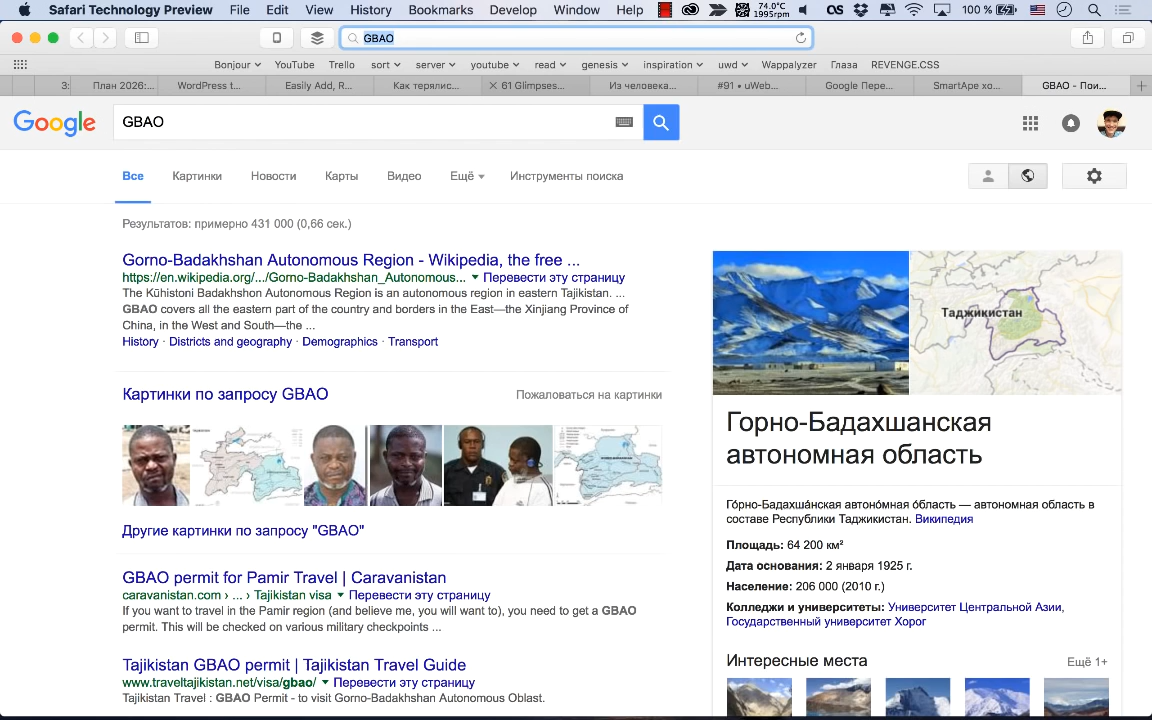 Safari Technology Preview File Edit View History Bookmarks Develop Window Help 74.0°C 1995rpm 100 %
GBAO
Bonjour YouTube Trello sort server youtube read genesis inspiration uwd Wappalyzer Глаза REVENGE.CSS
3: План 2026:... WordPress t... Easily Add, R... Как терялис... 61 Glimpses... Из человека... #91 • uWeb... Google Пере... SmartApe хо... GBAO - Пои...
Google GBAO
Все Картинки Новости Карты Видео Ещё Инструменты поиска
Результатов: примерно 431 000 (0,66 сек.)
Gorno-Badakhshan Autonomous Region - Wikipedia, the free ...
https://en.wikipedia.org/.../Gorno-Badakhshan_Autonomous... Перевести эту страницу
The Kŭhistoni Badakhshon Autonomous Region is an autonomous region in eastern Tajikistan. ...
GBAO covers all the eastern part of the country and borders in the East—the Xinjiang Province of
China, in the West and South—the ...
History · Districts and geography · Demographics · Transport
Картинки по запросу GBAO Пожаловаться на картинки
Другие картинки по запросу "GBAO"
GBAO permit for Pamir Travel | Caravanistan
caravanistan.com › ... › Tajikistan visa Перевести эту страницу
If you want to travel in the Pamir region (and believe me, you will want to), you need to get a GBAO
permit. This will be checked on various military checkpoints ...
Tajikistan GBAO permit | Tajikistan Travel Guide
www.traveltajikistan.net/visa/gbao/ Перевести эту страницу
Tajikistan Travel : GBAO Permit - to visit Gorno-Badakhshan Autonomous Oblast.
Таджикистан
Горно-Бадахшанская
автономная область
Го́рно-Бадахша́нская автоно́мная о́бласть — автономная область в
составе Республики Таджикистан. Википедия
Площадь: 64 200 км²
Дата основания: 2 января 1925 г.
Население: 206 000 (2010 г.)
Колледжи и университеты: Университет Центральной Азии,
Государственный университет Хорог
Интересные места Ещё 1+